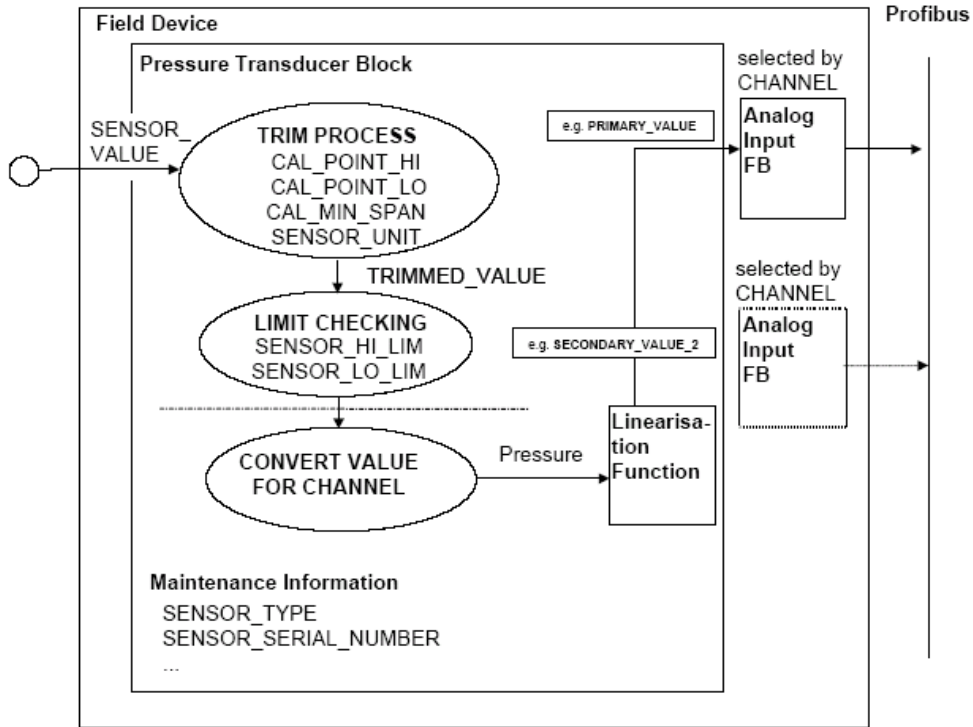 Field Device
Profibus
Pressure Transducer Block
selected by
CHANNEL
SENSOR_
VALUE
TRIM PROCESS
CAL_POINT_HI
CAL_POINT_LO
CAL_MIN_SPAN
SENSOR_UNIT
e.g. PRIMARY_VALUE
Analog
Input
FB
TRIMMED_VALUE
selected by
CHANNEL
LIMIT CHECKING
SENSOR_HI_LIM
SENSOR_LO_LIM
e.g. SECONDARY_VALUE_2
Analog
Input
FB
CONVERT VALUE
FOR CHANNEL
Pressure
Linearisa-
tion
Function
Maintenance Information
SENSOR_TYPE
SENSOR_SERIAL_NUMBER
...